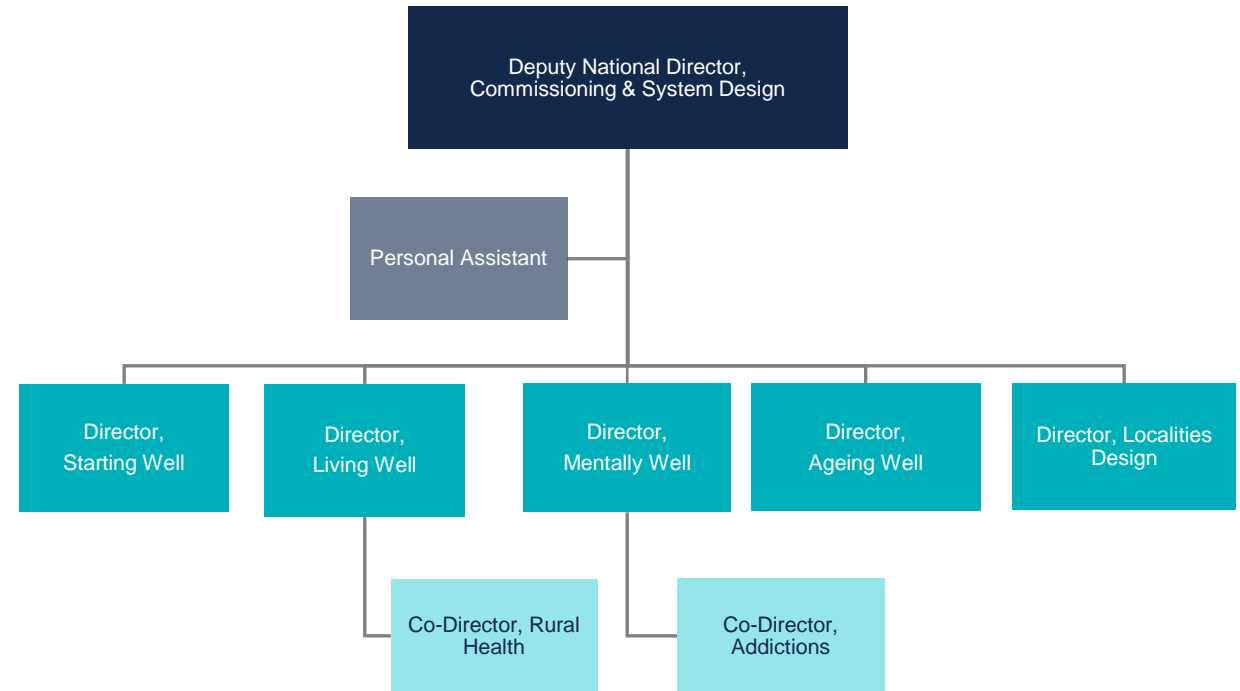 Deputy National Director,
Commissioning & System Design
Personal Assistant
Director,
Starting Well
Director,
Living Well
Director,
Mentally Well
Director,
Ageing Well
Director, Localities
Design
Co-Director, Rural
Health
Co-Director,
Addictions